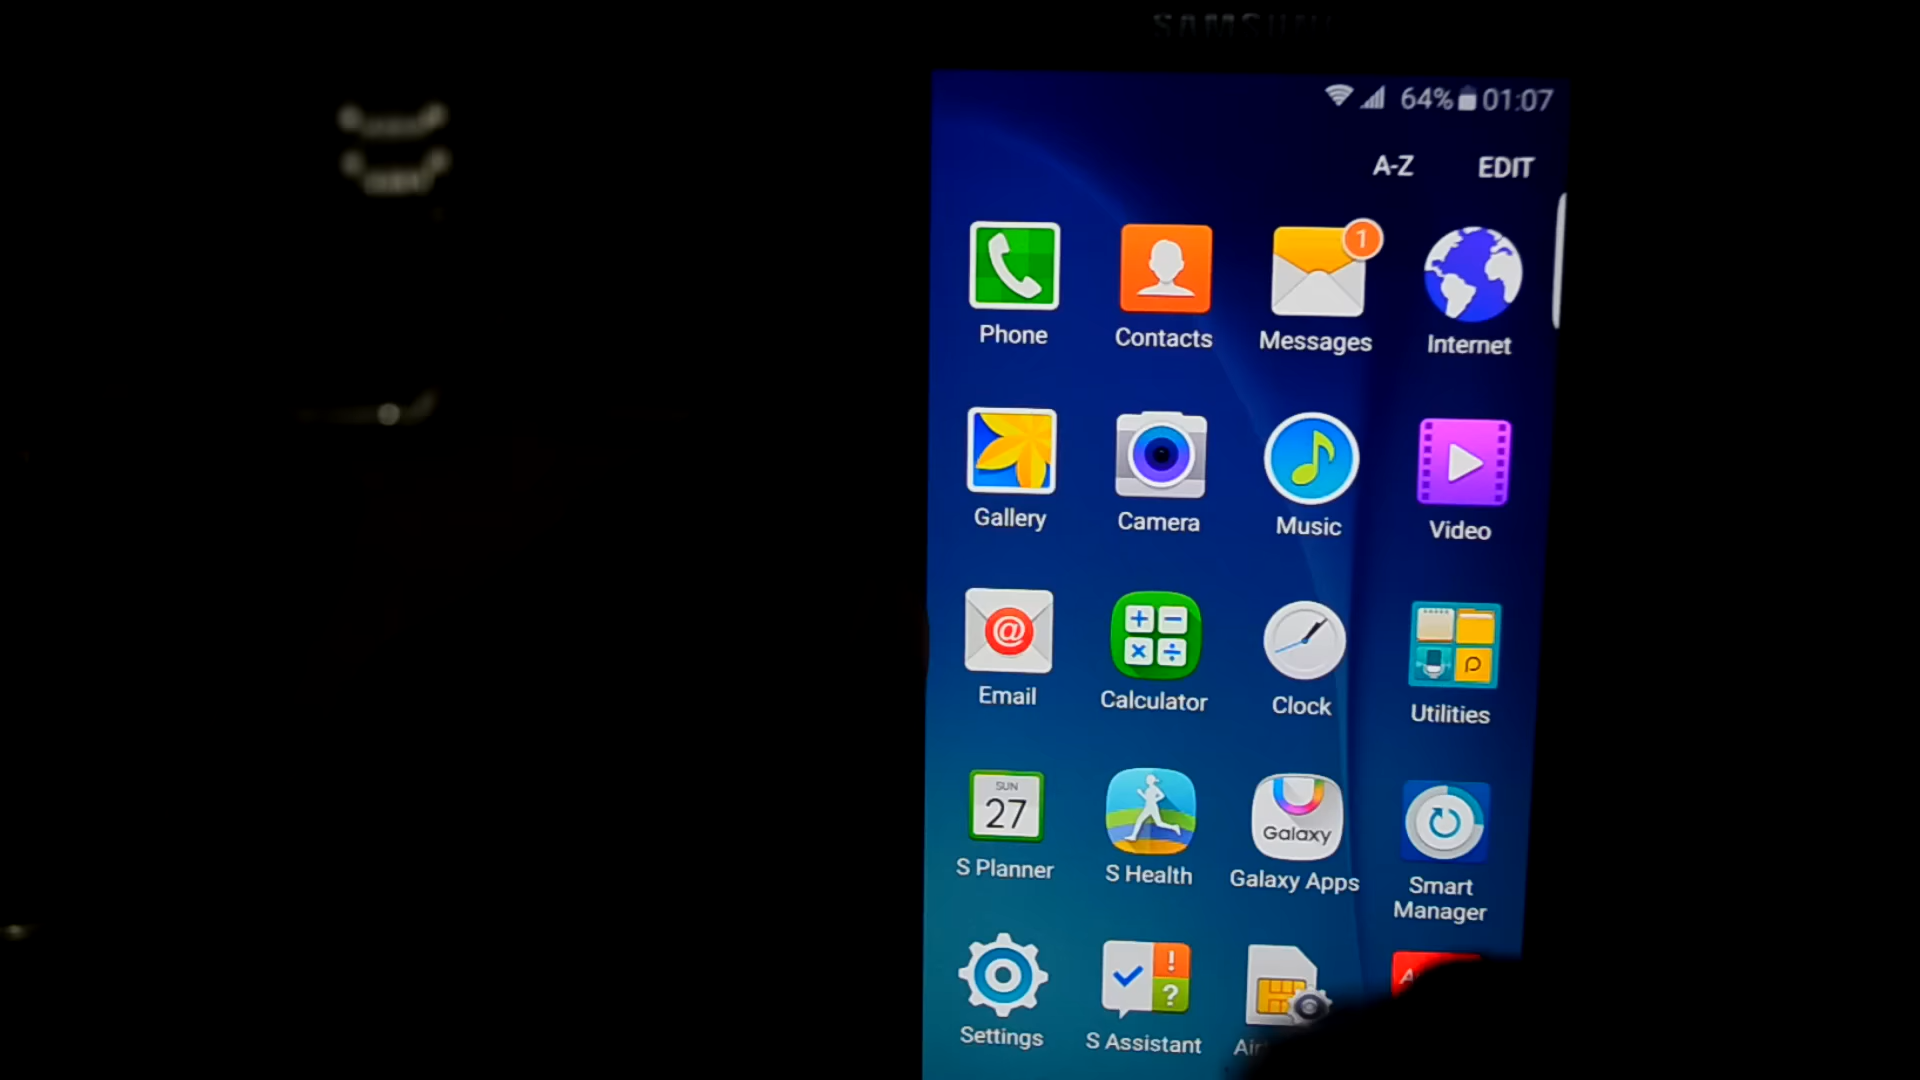 SAMSUNG
64% 01:07
A-Z EDIT
1
Phone Contacts Messages Internet
Gallery Camera Music Video
@
Email Calculator Clock Utilities
SUN
27
Galaxy
S Planner S Health Galaxy Apps Smart
Manager
!
?
Settings S Assistant